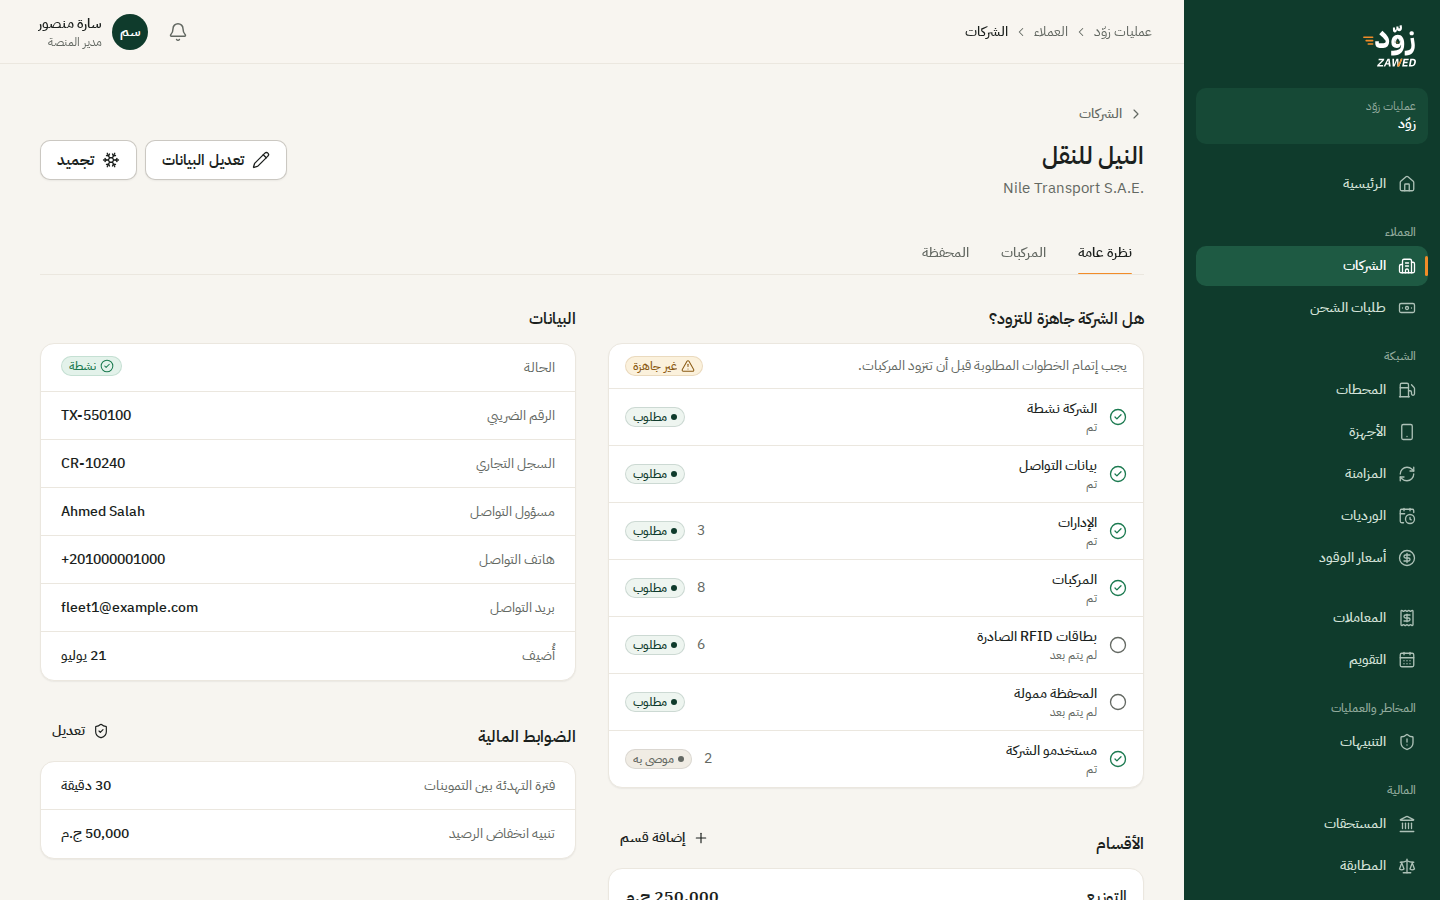 زوّد
ZAWED
عمليات زوّد
زوّد
الرئيسية
العملاء
الشركات
طلبات الشحن
الشبكة
المحطات
الأجهزة
المزامنة
الورديات
أسعار الوقود
المعاملات
التقويم
المخاطر والعمليات
التنبيهات
المالية
المستحقات
المطابقة
عمليات زوّد
العملاء
الشركات
سم
سارة منصور
مدير المنصة
الشركات
النيل للنقل
Nile Transport S.A.E.
تعديل البيانات
تجميد
نظرة عامة
المركبات
المحفظة
هل الشركة جاهزة للتزود؟
يجب إتمام الخطوات المطلوبة قبل أن تتزود المركبات.
غير جاهزة
الشركة نشطة
تم
مطلوب
بيانات التواصل
تم
مطلوب
الإدارات
تم
3
مطلوب
المركبات
تم
8
مطلوب
بطاقات RFID الصادرة
لم يتم بعد
6
مطلوب
المحفظة ممولة
لم يتم بعد
مطلوب
مستخدمو الشركة
تم
2
موصى به
الأقسام
إضافة قسم
التوزيع
250,000 ج.م
البيانات
الحالة
نشطة
الرقم الضريبي
TX-550100
السجل التجاري
CR-10240
مسؤول التواصل
Ahmed Salah
هاتف التواصل
+201000001000
بريد التواصل
fleet1@example.com
أُضيف
21 يوليو
الضوابط المالية
تعديل
فترة التهدئة بين التموينات
30 دقيقة
تنبيه انخفاض الرصيد
50,000 ج.م